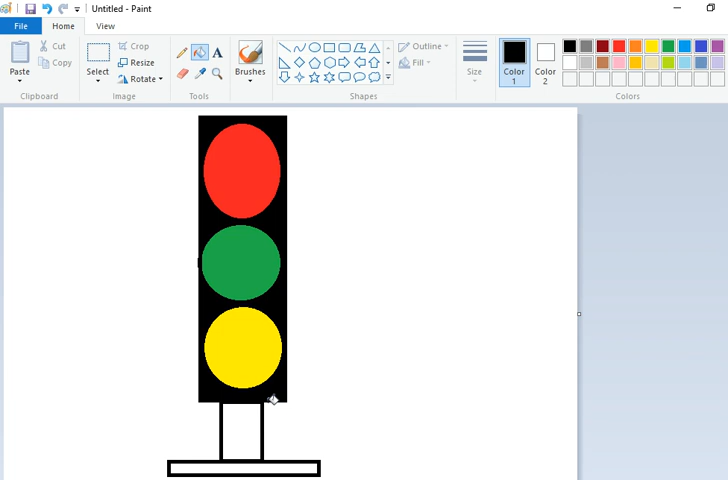 Untitled - Paint
File Home View
Cut
Copy
Paste
Clipboard
Crop
Resize
Rotate
Select
Image
A
Tools
Brushes
Outline
Fill
Shapes
Size
Color 1
Color 2
Colors